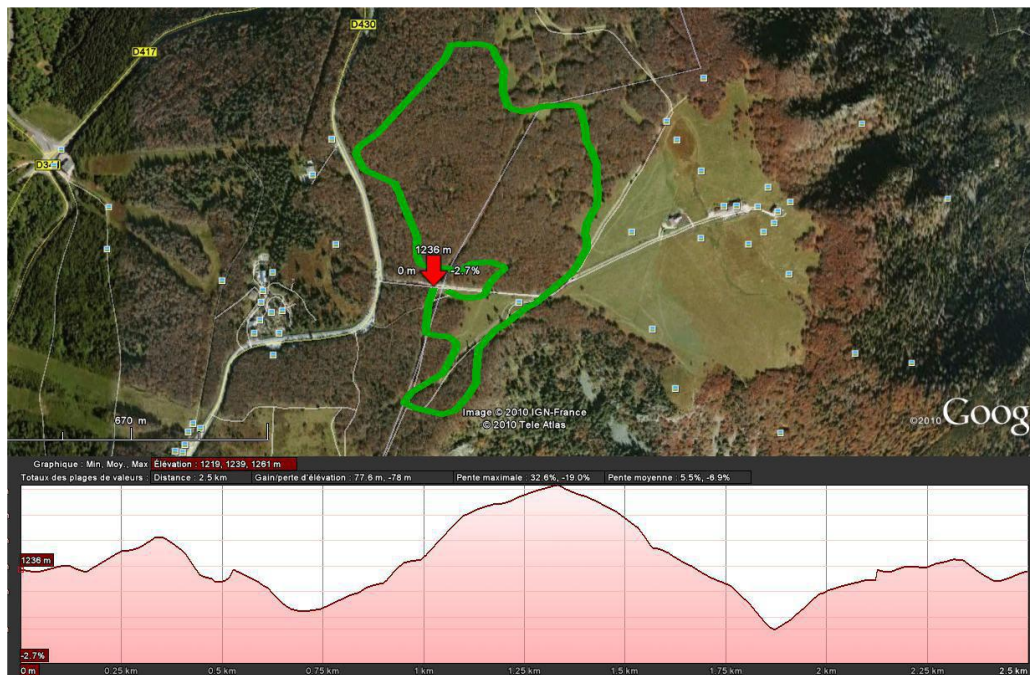 D430
D417
D3
1236 m
0 m -2.7%
670 m
Image © 2010 IGN-France
© 2010 Tele Atlas
©2010 Goog
Graphique : Min, Moy., Max Élévation : 1219, 1239, 1261 m
Totaux des plages de valeurs : Distance : 2.5 km Gain/perte d'élévation : 77.6 m, -78 m Pente maximale : 32.6%, -19.0% Pente moyenne : 5.5%, -6.9%
1236 m
-2.7%
0 m 0.25 km 0.5 km 0.75 km 1 km 1.25 km 1.5 km 1.75 km 2 km 2.25 km 2.5 km